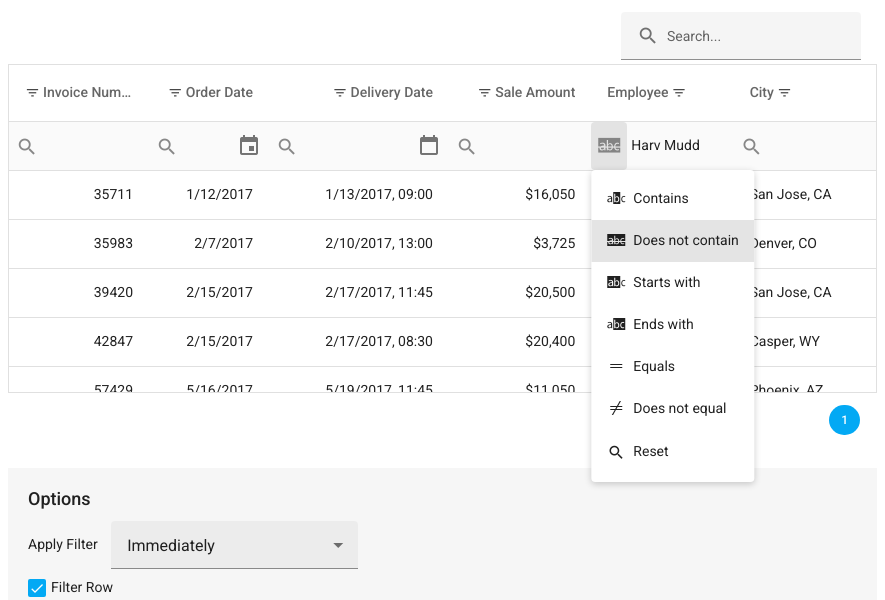 Search...
Invoice Num... Order Date Delivery Date Sale Amount Employee City
abc Harv Mudd
35711 1/12/2017 1/13/2017, 09:00 $16,050 San Jose, CA
abc Contains
35983 2/7/2017 2/10/2017, 13:00 $3,725 Denver, CO
abc Does not contain
39420 2/15/2017 2/17/2017, 11:45 $20,500 San Jose, CA
abc Starts with
42847 2/15/2017 2/17/2017, 08:30 $20,400 Casper, WY
abc Ends with
= Equals
57429 5/16/2017 5/19/2017, 11:45 $11,050 Phoenix, AZ
≠ Does not equal
1
Reset
Options
Apply Filter Immediately
Filter Row